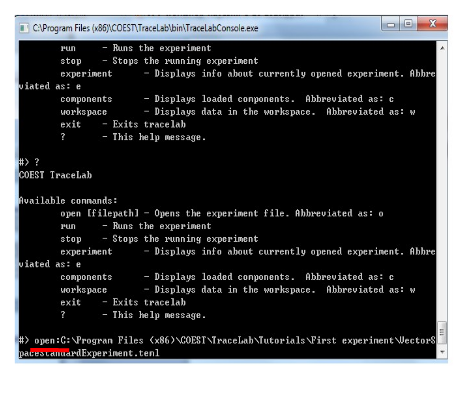 C:\Program Files (x86)\COEST\TraceLab\bin\TraceLabConsole.exe
run - Runs the experiment
stop - Stops the running experiment
experiment - Displays info about currently opened experiment. Abbre
viated as: e
components - Displays loaded components. Abbreviated as: c
workspace - Displays data in the workspace. Abbreviated as: w
exit - Exits tracelab
? - This help message.
#> ?
COEST TraceLab
Available commands:
open [filepath] - Opens the experiment file. Abbreviated as: o
run - Runs the experiment
stop - Stops the running experiment
experiment - Displays info about currently opened experiment. Abbre
viated as: e
components - Displays loaded components. Abbreviated as: c
workspace - Displays data in the workspace. Abbreviated as: w
exit - Exits tracelab
? - This help message.
#> open:C:\Program Files (x86)\COEST\TraceLab\Tutorials\First experiment\VectorS
paceStandardExperiment.teml